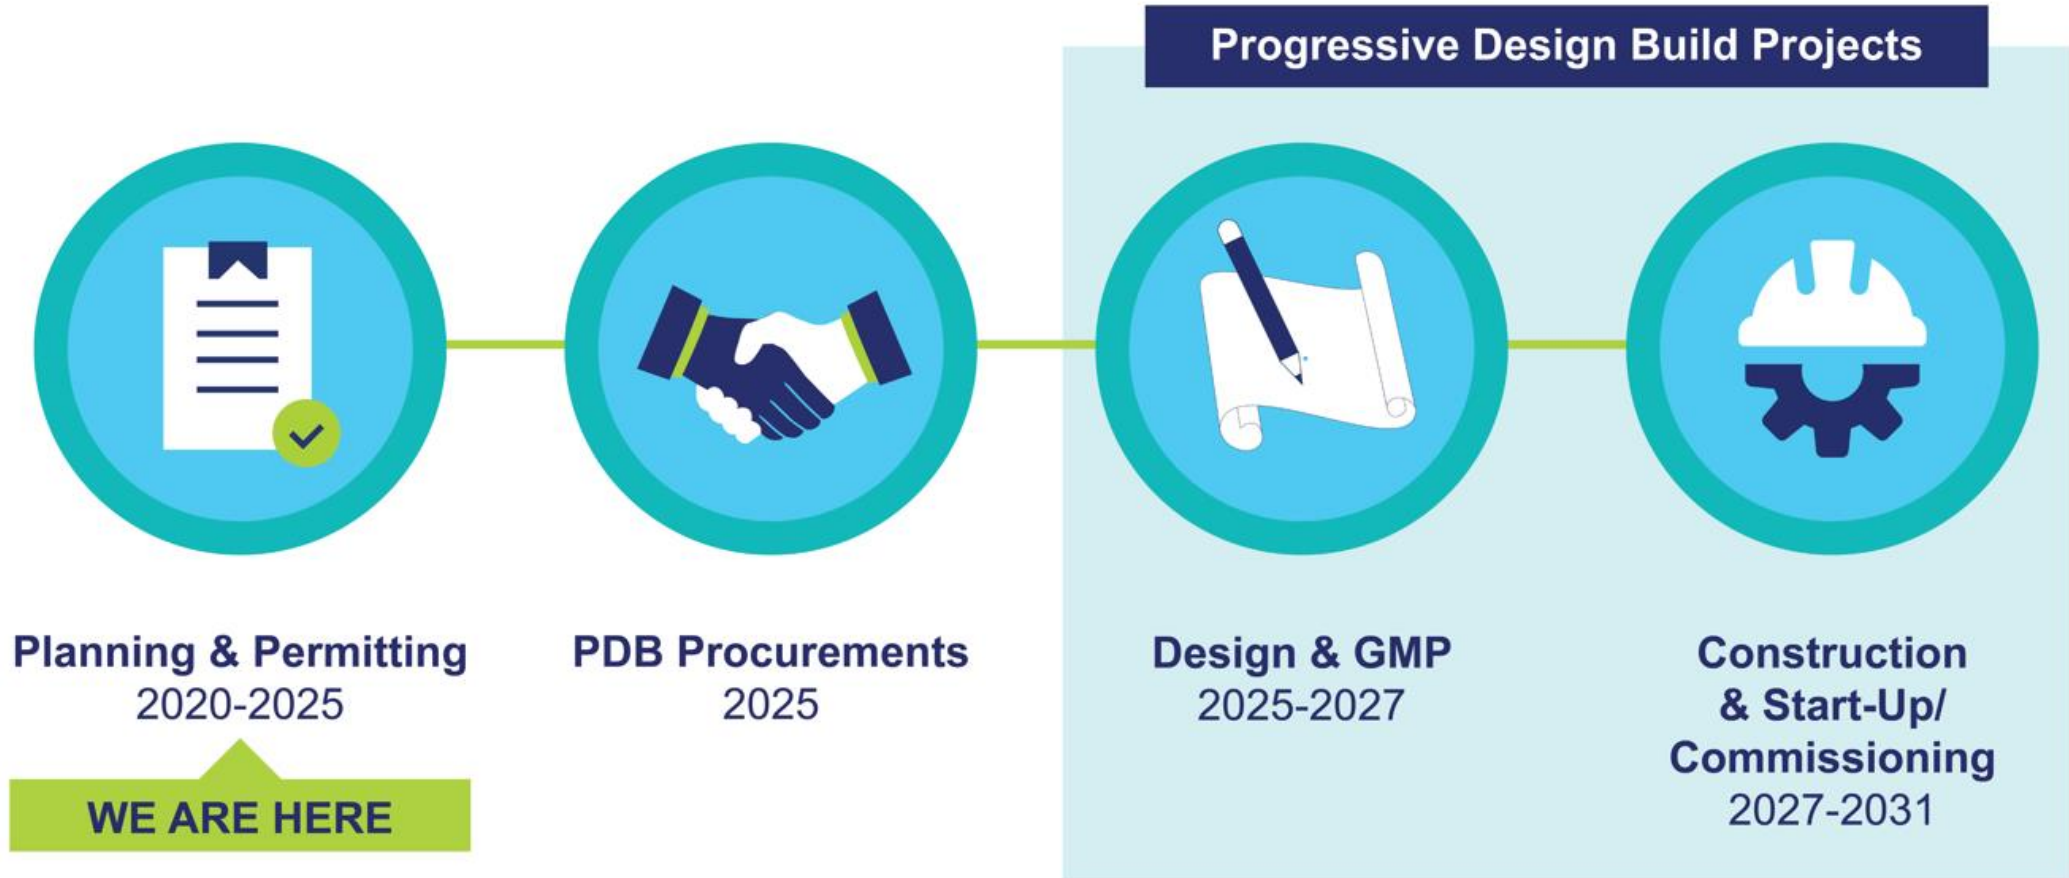 Progressive Design Build Projects
Planning & Permitting
2020-2025
WE ARE HERE
PDB Procurements
2025
Design & GMP
2025-2027
Construction
& Start-Up/
Commissioning
2027-2031